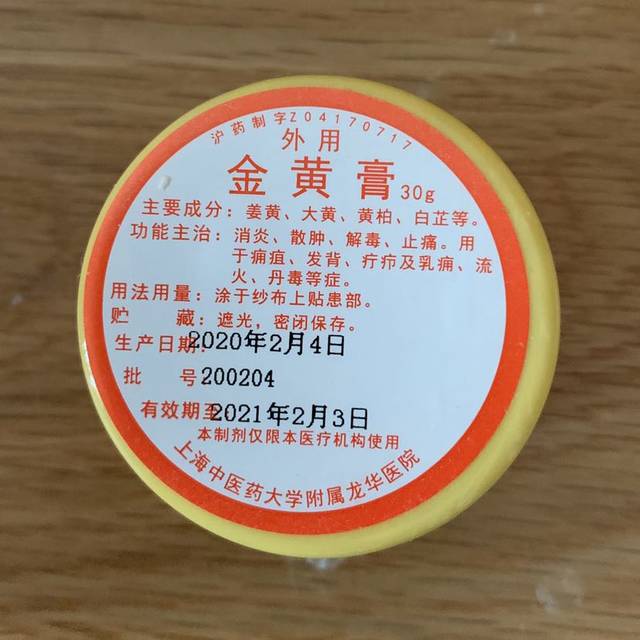 沪药制字Z04170717
外用
金黄膏30g
主要成分：姜黄、大黄、黄柏、白芷等。
功能主治：消炎、散肿、解毒、止痛。用
于痈疽、发背、疔疖及乳痈、流
火、丹毒等症。
用法用量：涂于纱布上贴患部。
贮 藏：遮光，密闭保存。
生产日期：2020年2月4日
批 号200204
有效期至2021年2月3日
本制剂仅限本医疗机构使用
上海中医药大学附属龙华医院